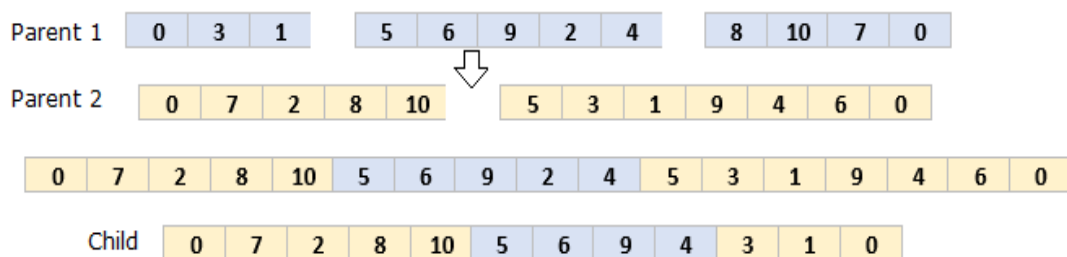 Parent 1 0 3 1 5 6 9 2 4 8 10 7 0
Parent 2 0 7 2 8 10 5 3 1 9 4 6 0
0 7 2 8 10 5 6 9 2 4 5 3 1 9 4 6 0
Child 0 7 2 8 10 5 6 9 4 3 1 0